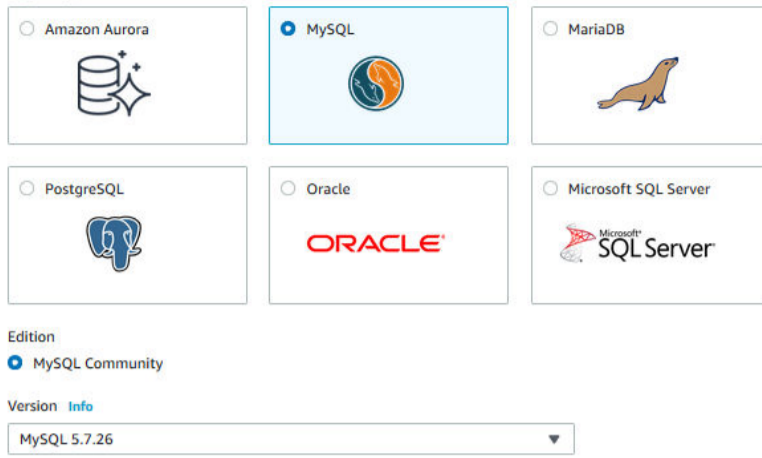 Amazon Aurora
MySQL
MariaDB
PostgreSQL
Oracle
Microsoft SQL Server
ORACLE
Microsoft
SQL Server
Edition
MySQL Community
Version Info
MySQL 5.7.26